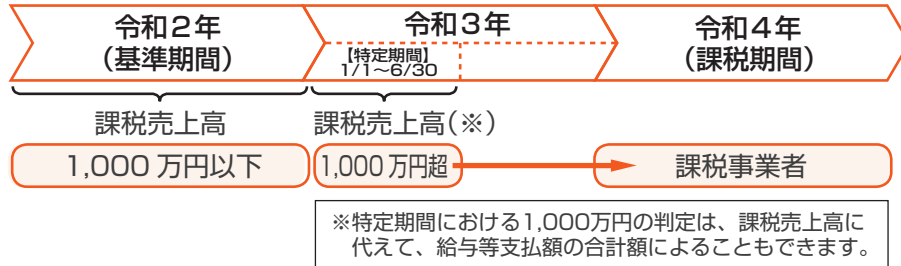 令和2年
(基準期間)
令和3年
【特定期間】
1/1~6/30
令和4年
(課税期間)
課税売上高
課税売上高(※)
1,000 万円以下
1,000 万円超
課税事業者
※特定期間における1,000万円の判定は、課税売上高に
代えて、給与等支払額の合計額によることもできます。